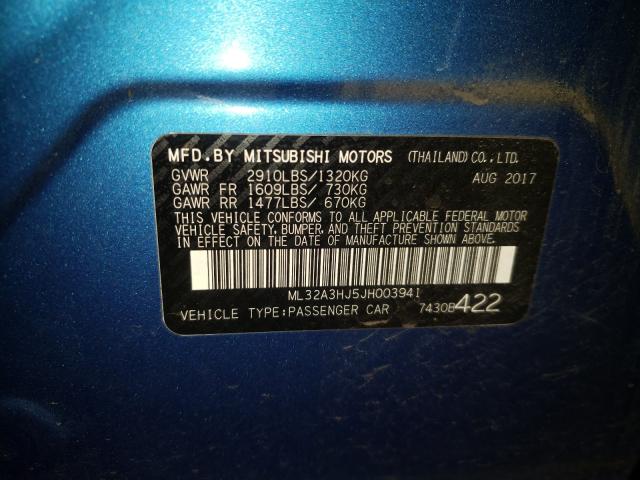 MFD. BY MITSUBISHI MOTORS (THAILAND) CO., LTD.
GVWR 2910LBS/1320KG AUG 2017
GAWR FR 1609LBS/ 730KG
GAWR RR 1477LBS/ 670KG
THIS VEHICLE CONFORMS TO ALL APPLICABLE FEDERAL MOTOR
VEHICLE SAFETY, BUMPER, AND THEFT PREVENTION STANDARDS
IN EFFECT ON THE DATE OF MANUFACTURE SHOWN ABOVE.
ML32A3HJ5JH003941
VEHICLE TYPE:PASSENGER CAR 7430B422